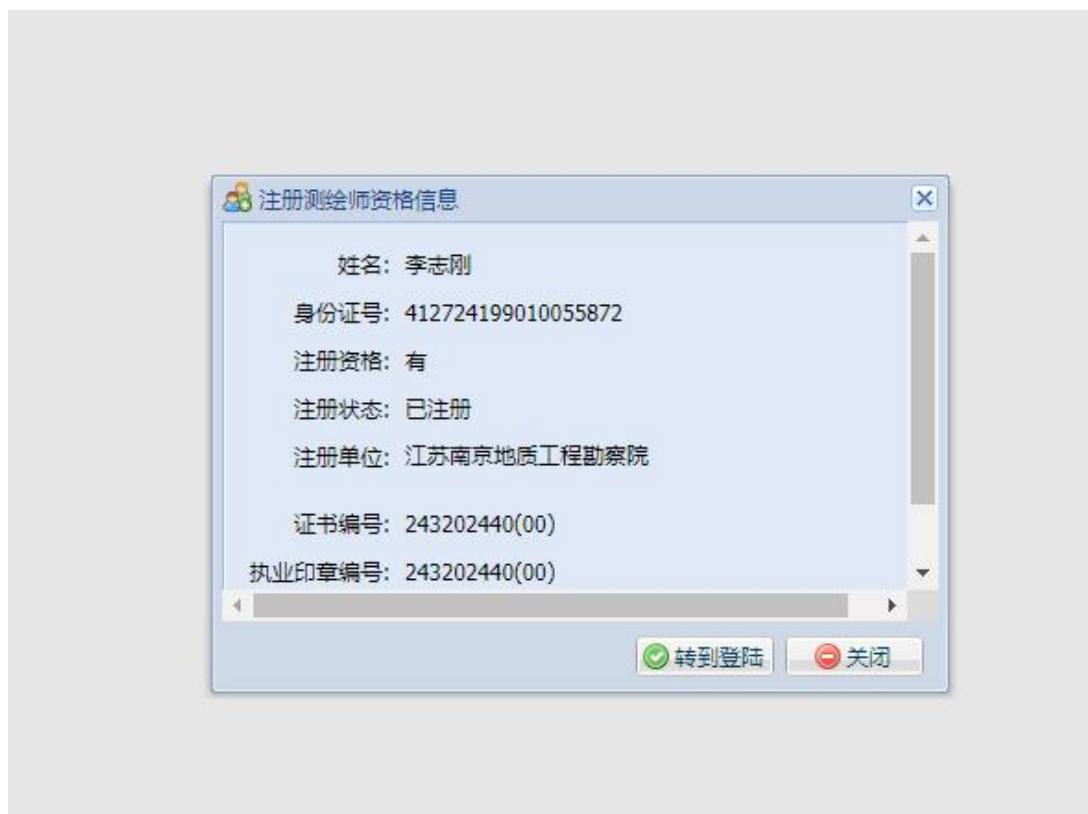 注册测绘师资格信息
姓名: 李志刚
身份证号: 412724199010055872
注册资格: 有
注册状态: 已注册
注册单位: 江苏南京地质工程勘察院
证书编号: 243202440(00)
执业印章编号: 243202440(00)
转到登陆 关闭